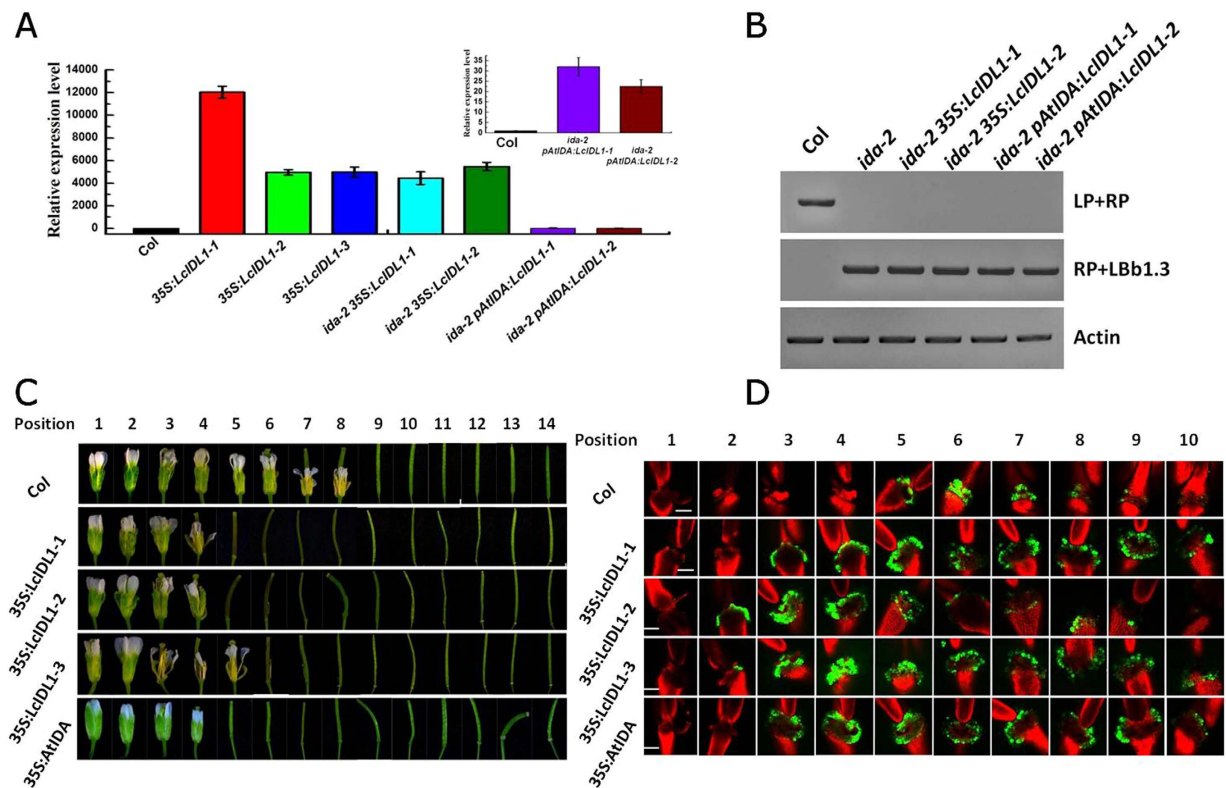 A
Relative expression level
14000
12000
10000
8000
6000
4000
2000
0
Col
35S:LcIDL1-1
35S:LcIDL1-2
35S:LcIDL1-3
ida-2 35S:LcIDL1-1
ida-2 35S:LcIDL1-2
ida-2 pAtIDA:LcIDL1-1
ida-2 pAtIDA:LcIDL1-2
Relative expression level
35
30
25
20
15
10
5
0
Col
ida-2
pAtIDA:LcIDL1-1
ida-2
pAtIDA:LcIDL1-2
B
Col
ida-2
ida-2 35S:LcIDL1-1
ida-2 35S:LcIDL1-2
ida-2 pAtIDA:LcIDL1-1
ida-2 pAtIDA:LcIDL1-2
LP+RP
RP+LBb1.3
Actin
C
Position 1 2 3 4 5 6 7 8 9 10 11 12 13 14
Col
35S:LcIDL1-1
35S:LcIDL1-2
35S:LcIDL1-3
35S:AtIDA
D
Position 1 2 3 4 5 6 7 8 9 10
Col
35S:LcIDL1-1
35S:LcIDL1-2
35S:LcIDL1-3
35S:AtIDA